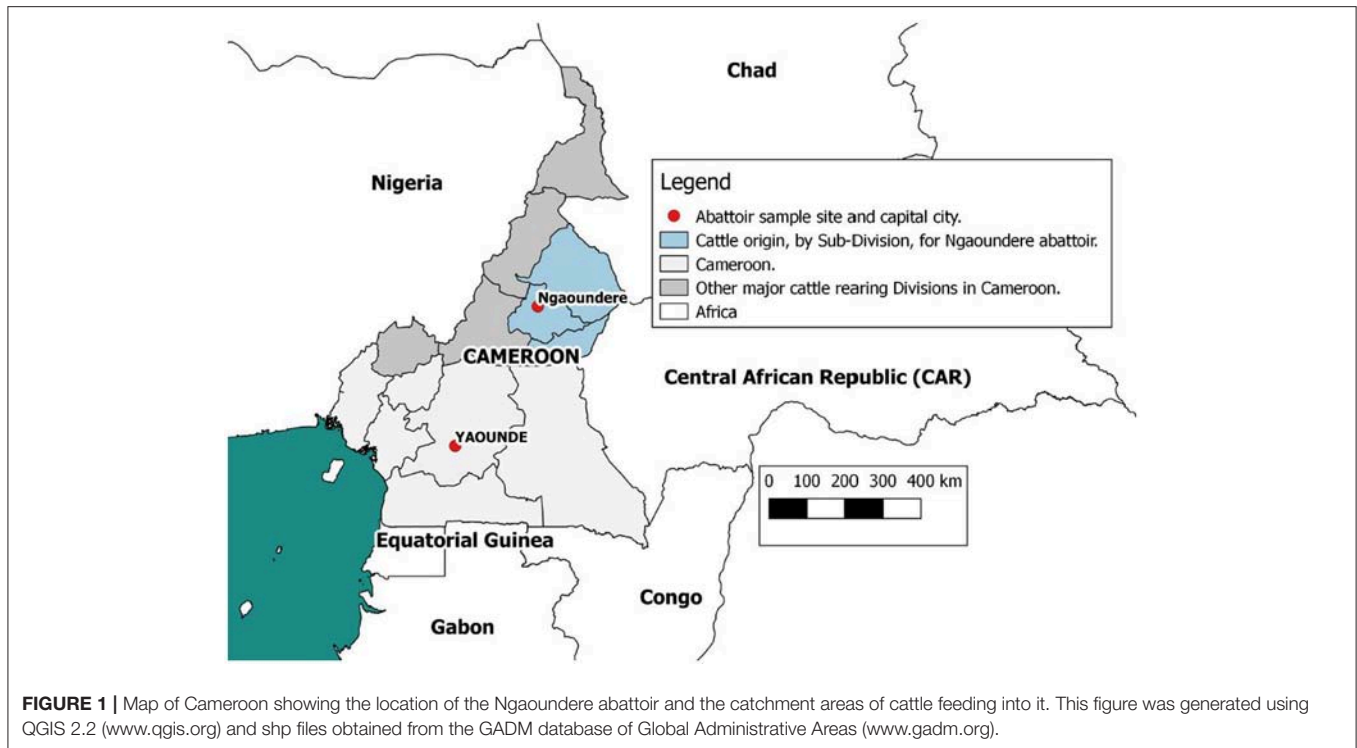 Chad
Nigeria
Legend
Abattoir sample site and capital city.
Cattle origin, by Sub-Division, for Ngaoundere abattoir.
Cameroon.
Other major cattle rearing Divisions in Cameroon.
Africa
Ngaoundere
CAMEROON
Central African Republic (CAR)
YAOUNDE
0 100 200 300 400 km
Equatorial Guinea
Congo
Gabon
FIGURE 1 | Map of Cameroon showing the location of the Ngaoundere abattoir and the catchment areas of cattle feeding into it. This figure was generated using
QGIS 2.2 (www.qgis.org) and shp files obtained from the GADM database of Global Administrative Areas (www.gadm.org).